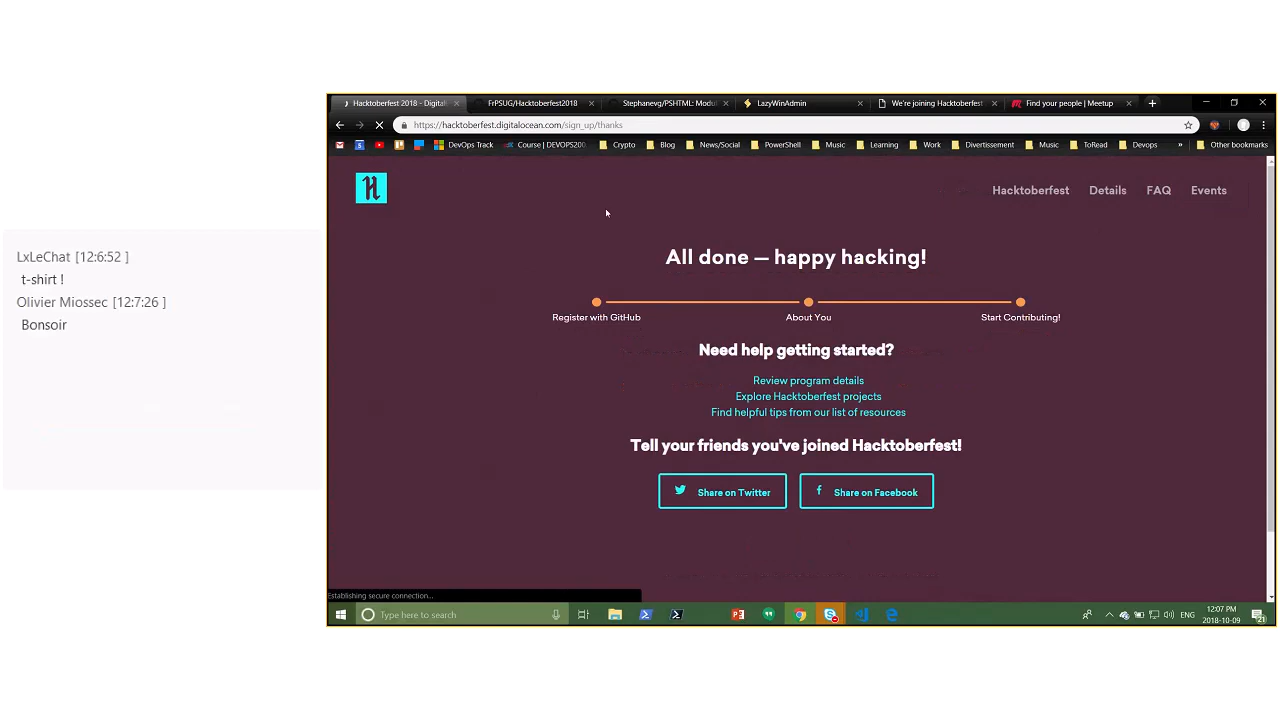 LxLeChat [12:6:52 ]
t-shirt !
Olivier Miossec [12:7:26 ]
Bonsoir
Hacktoberfest 2018 - Digital
FrPSUG/Hacktoberfest2018
Stephanevg/PSHTML: Modul
LazyWinAdmin
We're joining Hacktoberfest
Find your people | Meetup
https://hacktoberfest.digitalocean.com/sign_up/thanks
DevOps Track
Course | DEVOPS200
Crypto
Blog
News/Social
PowerShell
Music
Learning
Work
Divertissement
Music
ToRead
Devops
»
Other bookmarks
H
Hacktoberfest
Details
FAQ
Events
All done — happy hacking!
Register with GitHub
About You
Start Contributing!
Need help getting started?
Review program details
Explore Hacktoberfest projects
Find helpful tips from our list of resources
Tell your friends you've joined Hacktoberfest!
Share on Twitter
Share on Facebook
Establishing secure connection...
Type here to search
ENG
12:07 PM
2018-10-09
21